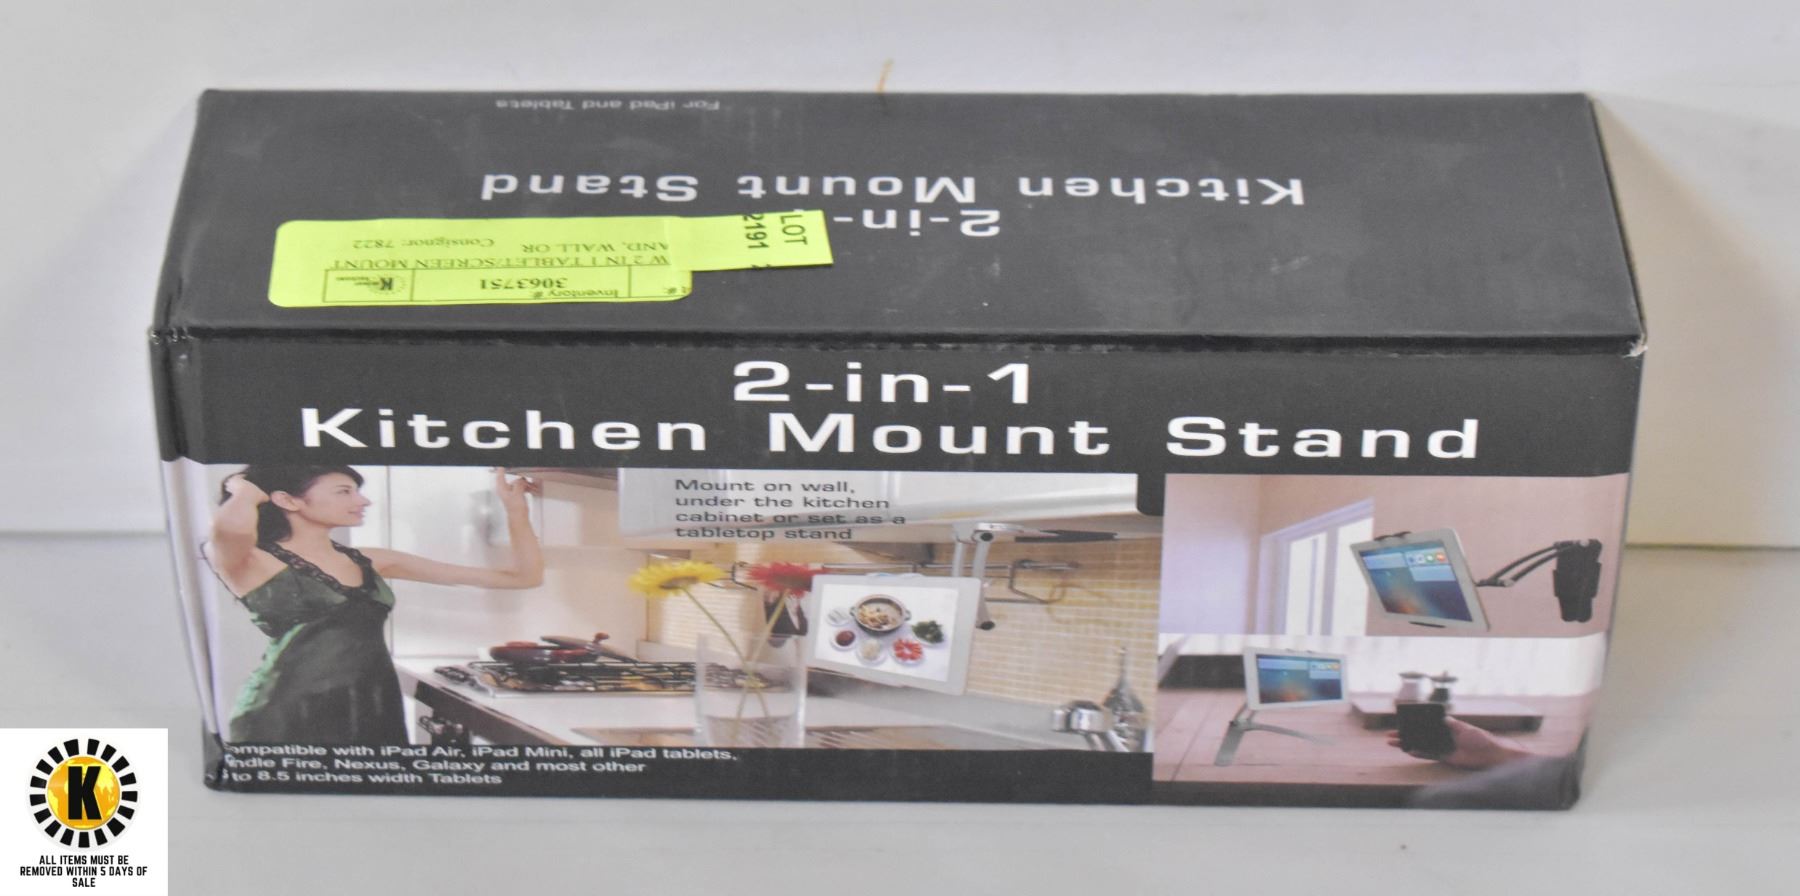 For iPad and Tablets
2-in-
Kitchen Mount Stand
LOT
2191
Inventory #:
3063751
W 2 IN 1 TABLET/SCREEN MOUNT
AND, WALL OR Consignor: 7822
2-in-1
Kitchen Mount Stand
Mount on wall,
under the kitchen
cabinet or set as a
tabletop stand
ompatible with iPad Air, iPad Mini, all iPad tablets,
ndle Fire, Nexus, Galaxy and most other
to 8.5 inches width Tablets
K
ALL ITEMS MUST BE
REMOVED WITHIN 5 DAYS OF
SALE